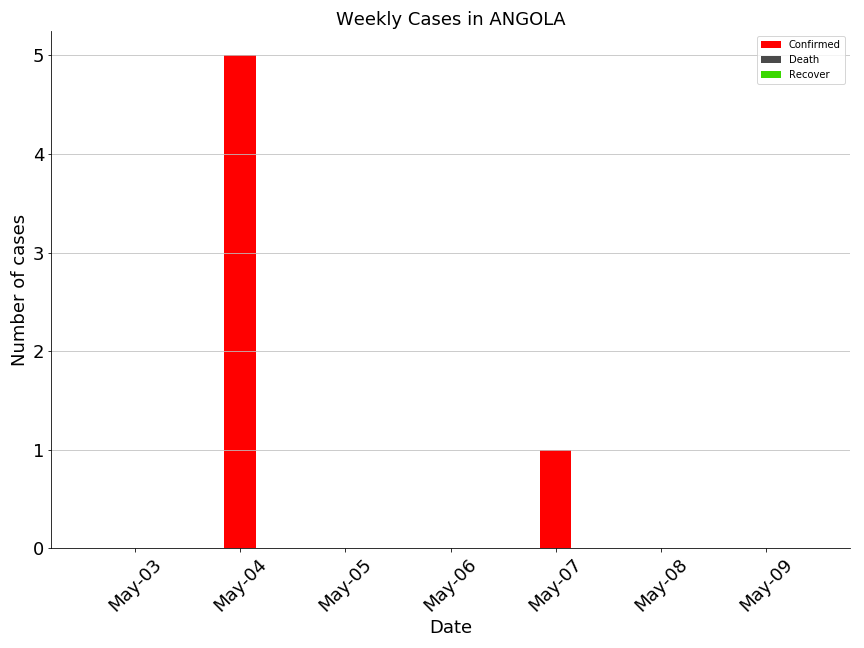 Weekly Cases in ANGOLA
Confirmed
Death
Recover
Number of cases
5
4
3
2
1
0
May-03
May-04
May-05
May-06
May-07
May-08
May-09
Date